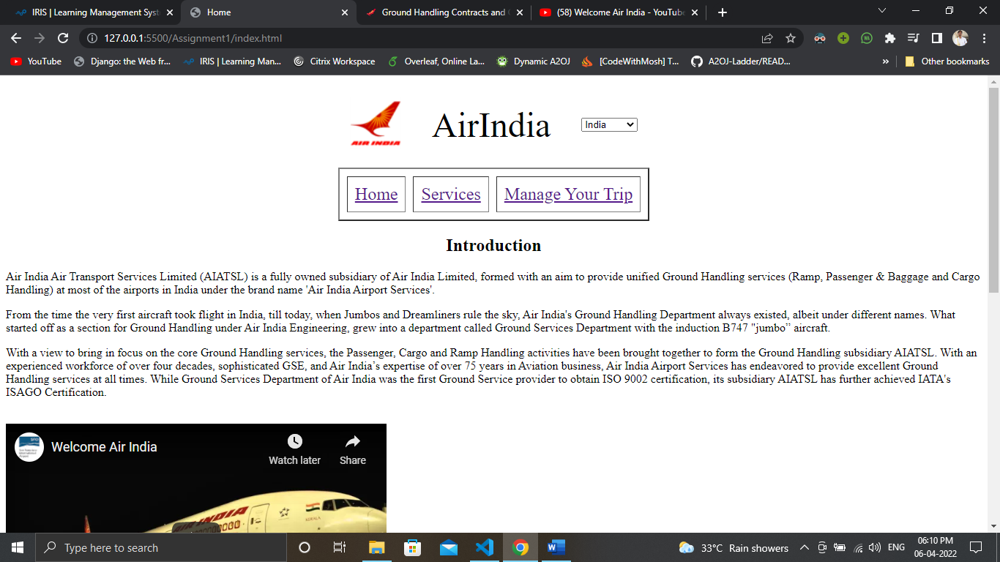 IRIS | Learning Management Syst
Home
Ground Handling Contracts and
(58) Welcome Air India - YouTube
127.0.0.1:5500/Assignment1/index.html
YouTube
Django: the Web fr...
IRIS | Learning Man...
Citrix Workspace
Overleaf, Online La...
Dynamic A2OJ
[CodeWithMosh] T...
A2OJ-Ladder/READ...
»
Other bookmarks
AIR INDIA
AirIndia
India
Home
Services
Manage Your Trip
Introduction
Air India Air Transport Services Limited (AIATSL) is a fully owned subsidiary of Air India Limited, formed with an aim to provide unified Ground Handling services (Ramp, Passenger & Baggage and Cargo
Handling) at most of the airports in India under the brand name 'Air India Airport Services'.
From the time the very first aircraft took flight in India, till today, when Jumbos and Dreamliners rule the sky, Air India's Ground Handling Department always existed, albeit under different names. What
started off as a section for Ground Handling under Air India Engineering, grew into a department called Ground Services Department with the induction B747 "jumbo” aircraft.
With a view to bring in focus on the core Ground Handling services, the Passenger, Cargo and Ramp Handling activities have been brought together to form the Ground Handling subsidiary AIATSL. With an
experienced workforce of over four decades, sophisticated GSE, and Air India’s expertise of over 75 years in Aviation business, Air India Airport Services has endeavored to provide excellent Ground
Handling services at all times. While Ground Services Department of Air India was the first Ground Service provider to obtain ISO 9002 certification, its subsidiary AIATSL has further achieved IATA's
ISAGO Certification.
Welcome Air India
Watch later
Share
AIR INDIA
KERALA
Type here to search
33°C Rain showers
ENG
06:10 PM
06-04-2022